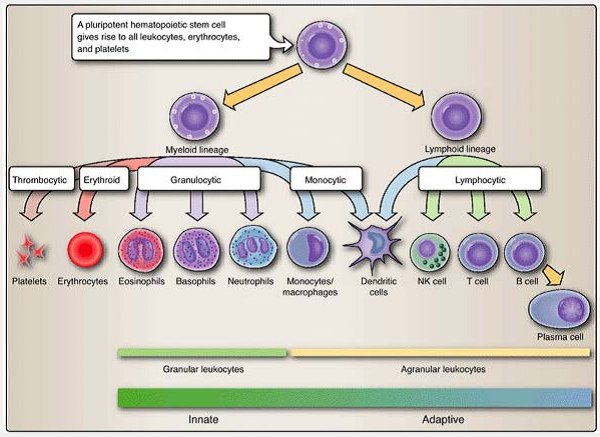 A pluripotent hematopoietic stem cell
gives rise to all leukocytes, erythrocytes,
and platelets
Myeloid lineage
Lymphoid lineage
Thrombocytic
Erythroid
Granulocytic
Monocytic
Lymphocytic
Platelets
Erythrocytes
Eosinophils
Basophils
Neutrophils
Monocytes/
macrophages
Dendritic
cells
NK cell
T cell
B cell
Plasma cell
Granular leukocytes
Agranular leukocytes
Innate
Adaptive